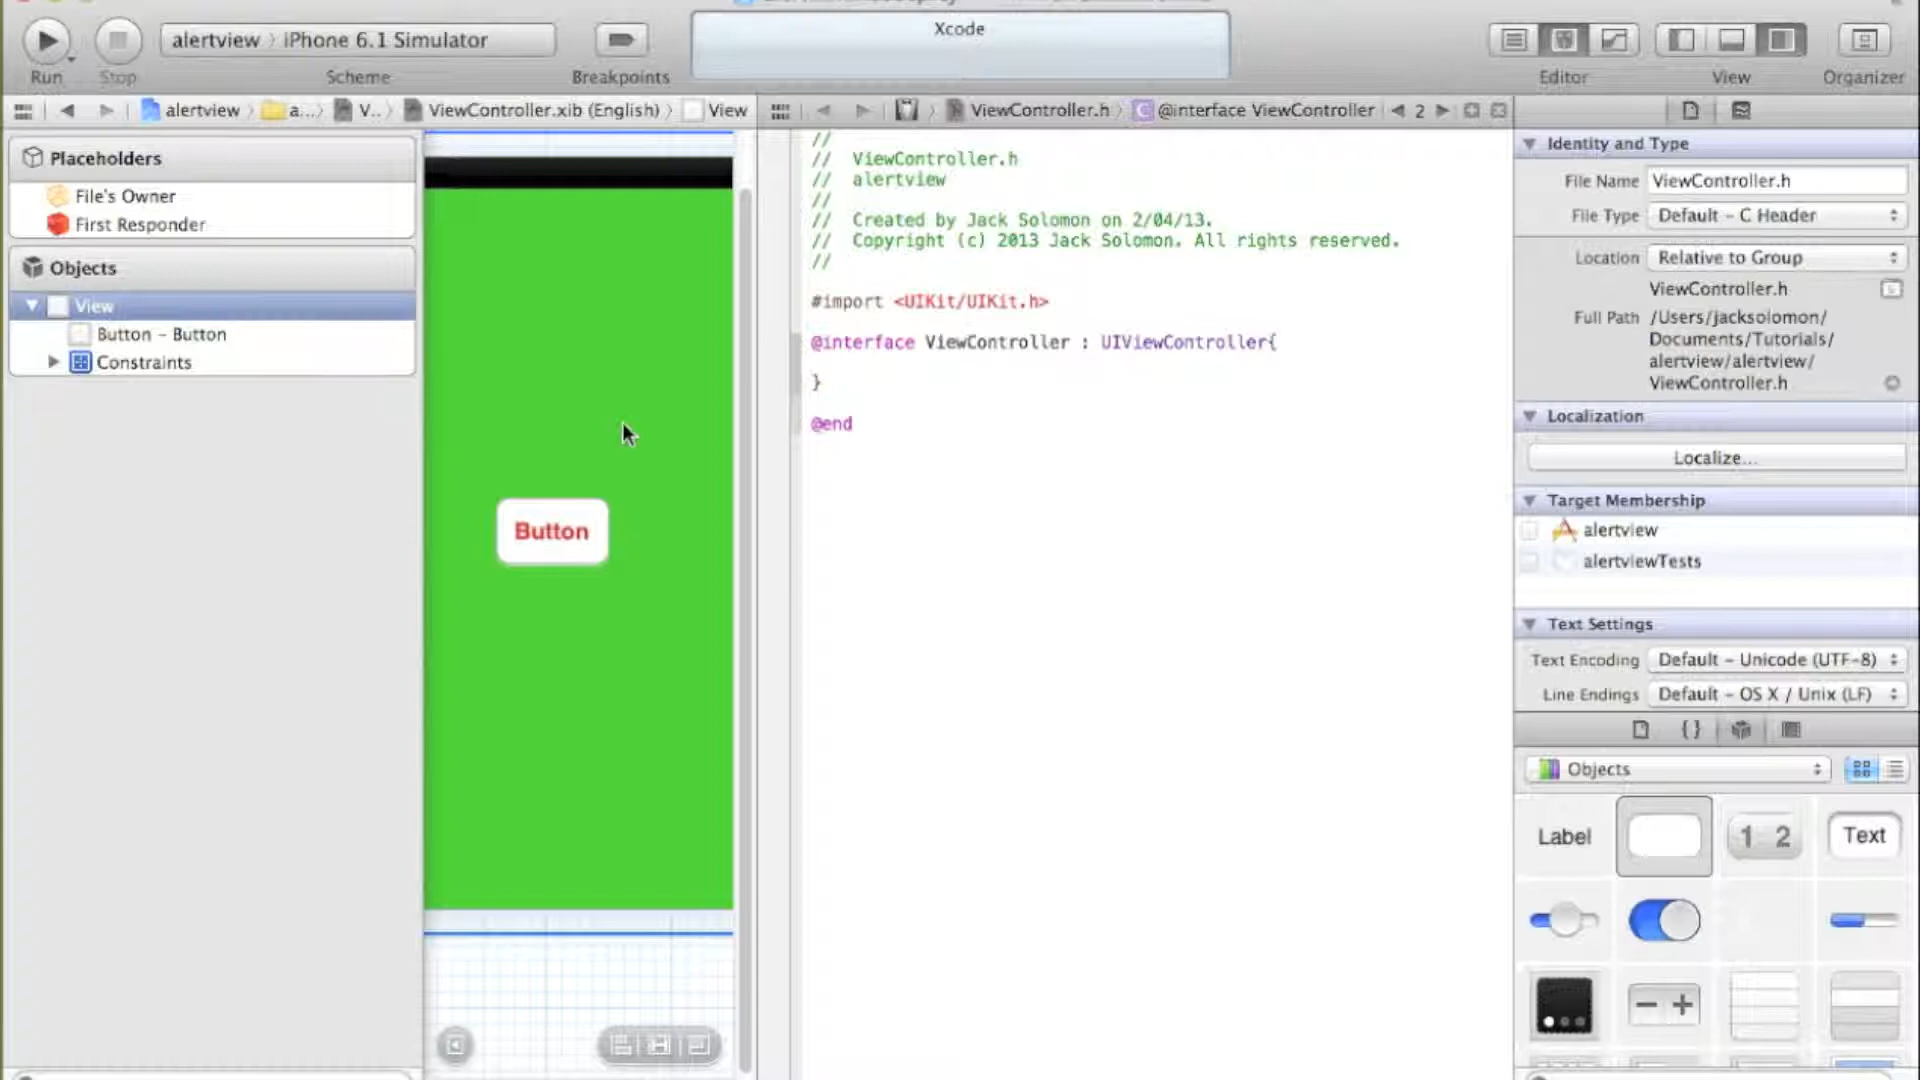 Xcode
alertview › iPhone 6.1 Simulator
Run
Stop
Scheme
Breakpoints
Editor
View
Organizer
alertview
a...
V..
ViewController.xib (English)
View
ViewController.h
@interface ViewController
2
Placeholders
File's Owner
First Responder
Objects
View
Button – Button
Constraints
Button
//
// ViewController.h
// alertview
//
// Created by Jack Solomon on 2/04/13.
// Copyright (c) 2013 Jack Solomon. All rights reserved.
//
#import <UIKit/UIKit.h>
@interface ViewController : UIViewController{
}
@end
Identity and Type
File Name ViewController.h
File Type Default – C Header
Location Relative to Group
ViewController.h
Full Path /Users/jacksolomon/
Documents/Tutorials/
alertview/alertview/
ViewController.h
Localization
Localize...
Target Membership
alertview
alertviewTests
Text Settings
Text Encoding Default – Unicode (UTF-8)
Line Endings Default – OS X / Unix (LF)
{}
Objects
Label
1 2
Text